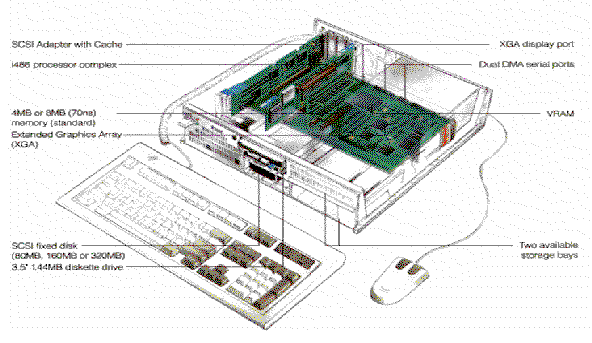 SCSI Adapter with Cache
i486 processor complex
4MB or 8MB (70ns)
memory (standard)
Extended Graphics Array
(XGA)
SCSI fixed disk
(80MB, 160MB or 320MB)
3.5" 1.44MB diskette drive
XGA display port
Dual DMA serial ports
VRAM
Two available
storage bays